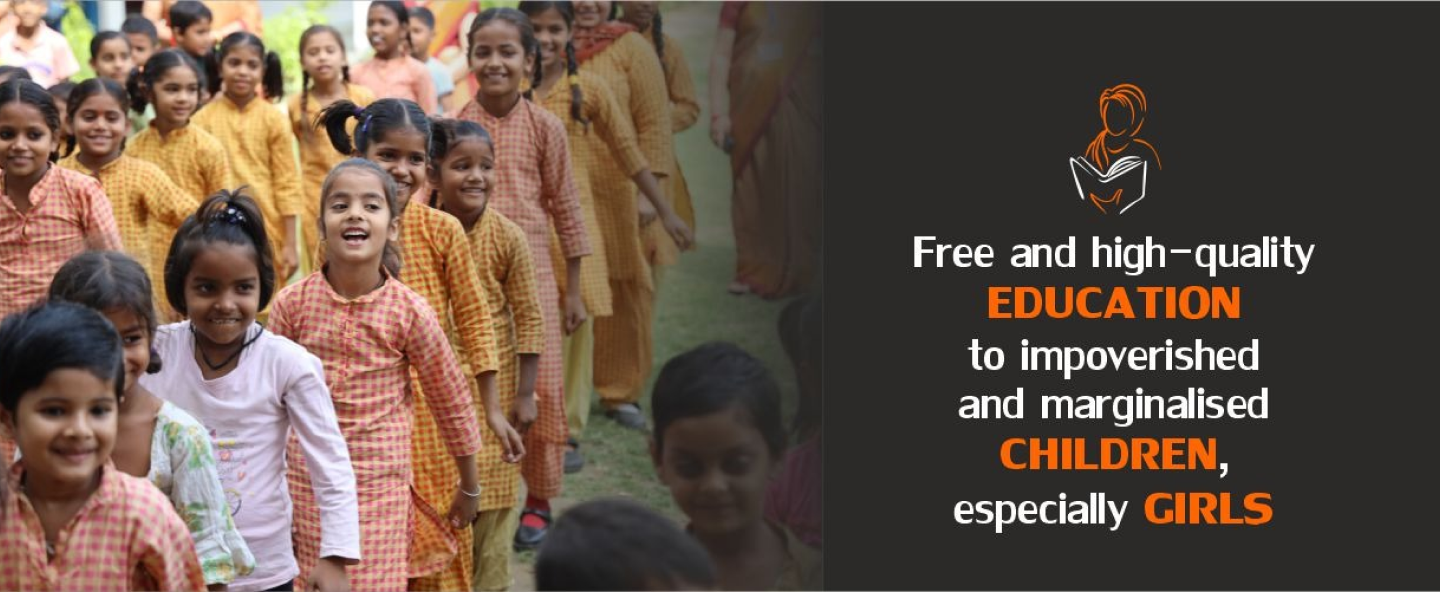 Free and high-quality
EDUCATION
to impoverished
and marginalised
CHILDREN,
especially GIRLS